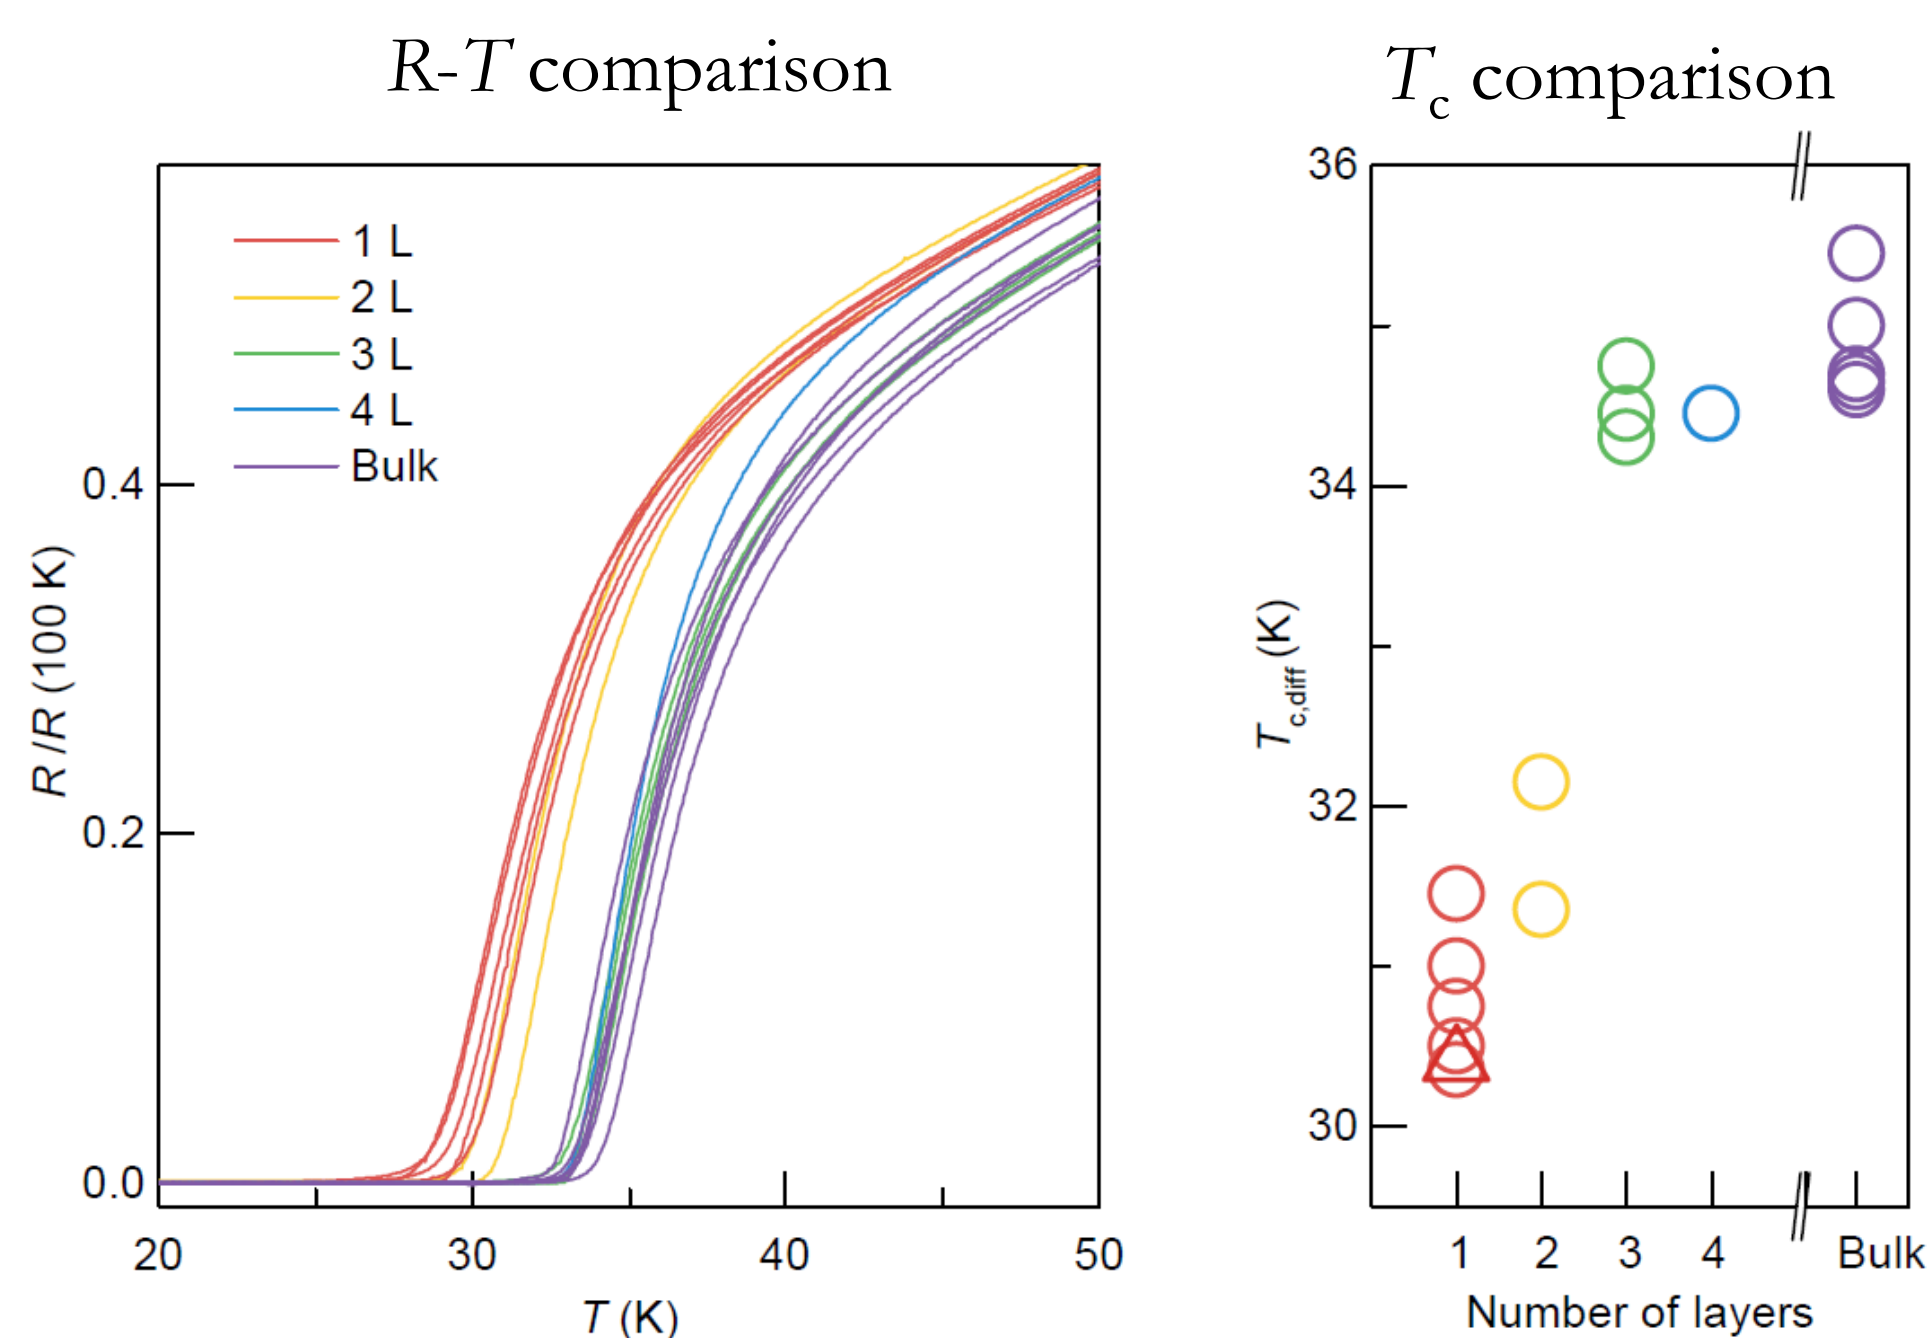 R-T comparison
1 L
2 L
3 L
4 L
Bulk
0.4
0.2
0.0
R/R (100 K)
20 30 40 50
T (K)
Tc comparison
36
34
32
30
Tc,diff (K)
1 2 3 4 Bulk
Number of layers